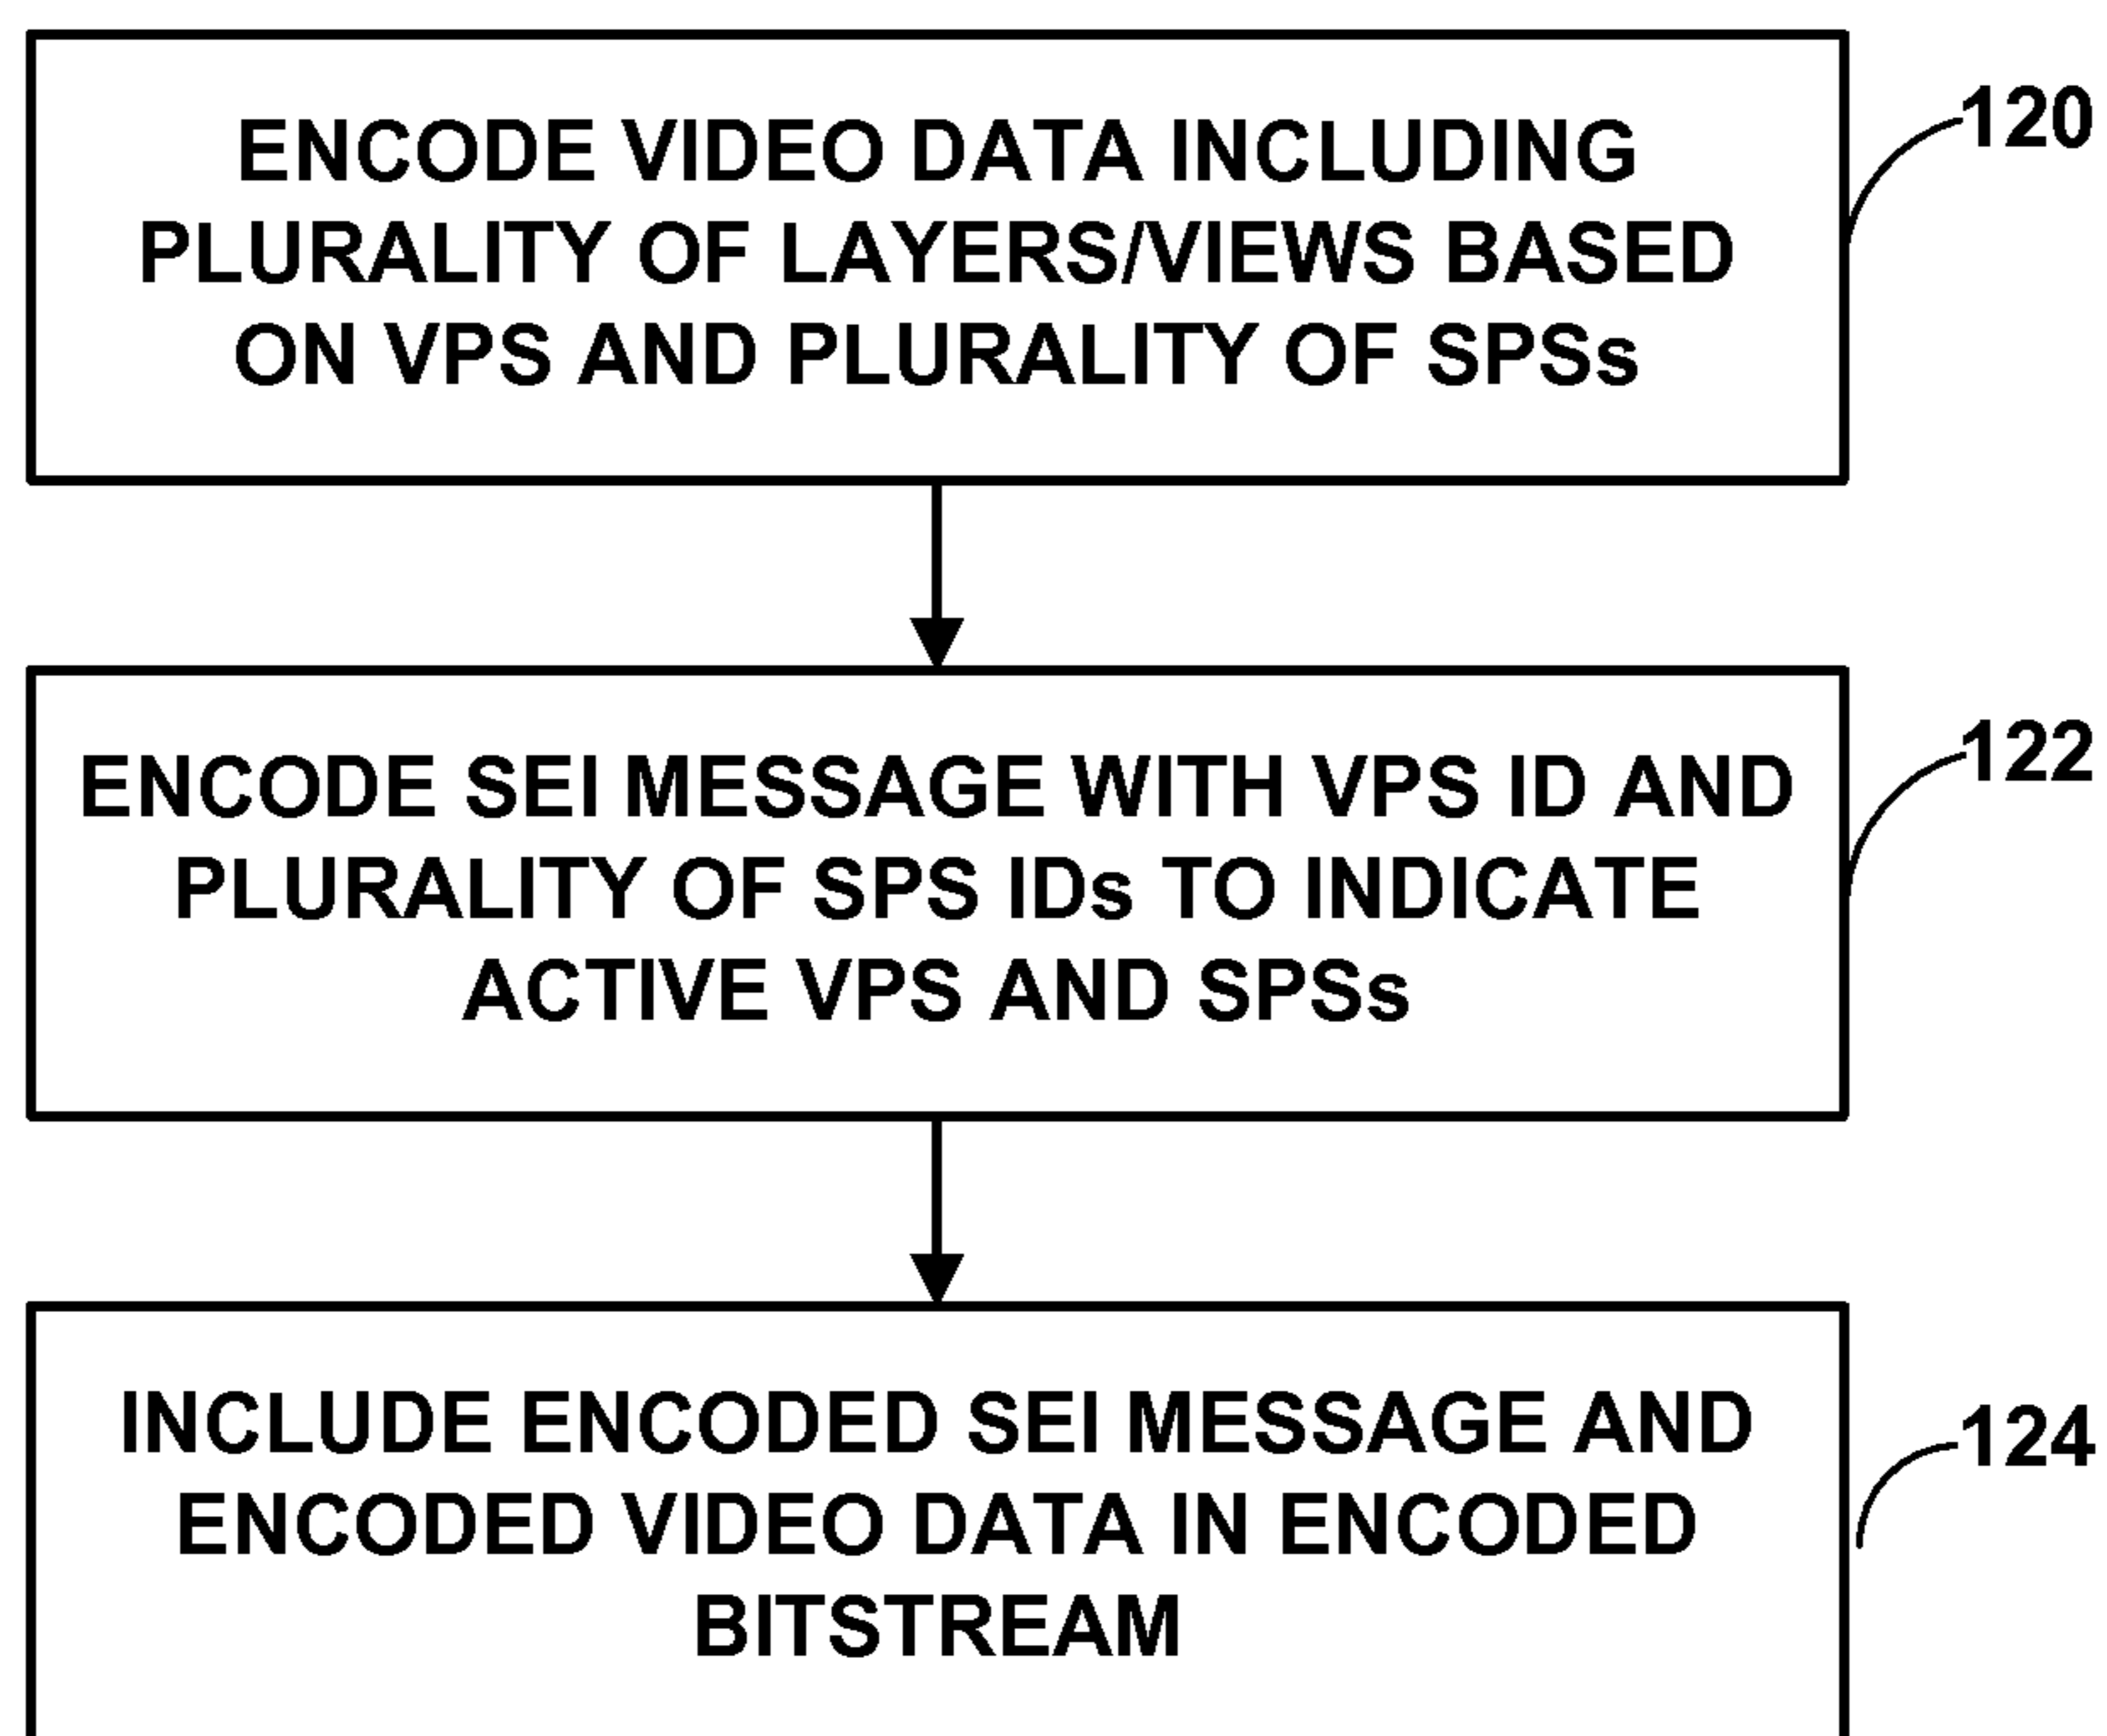 ENCODE VIDEO DATA INCLUDING
PLURALITY OF LAYERS/VIEWS BASED
ON VPS AND PLURALITY OF SPSs
120
ENCODE SEI MESSAGE WITH VPS ID AND
PLURALITY OF SPS IDs TO INDICATE
ACTIVE VPS AND SPSs
122
INCLUDE ENCODED SEI MESSAGE AND
ENCODED VIDEO DATA IN ENCODED
BITSTREAM
124